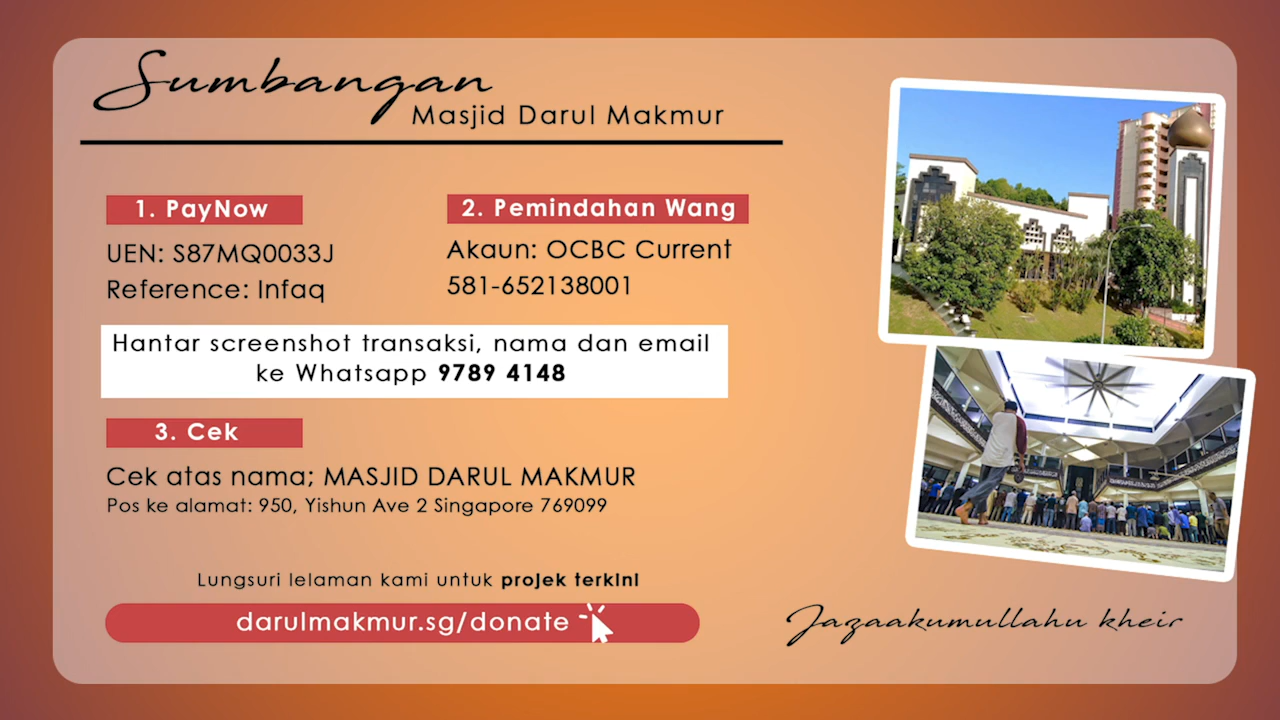 Sumbangan
Masjid Darul Makmur
1. PayNow
UEN: S87MQ0033J
Reference: Infaq
2. Pemindahan Wang
Akaun: OCBC Current
581-652138001
Hantar screenshot transaksi, nama dan email
ke Whatsapp 9789 4148
3. Cek
Cek atas nama; MASJID DARUL MAKMUR
Pos ke alamat: 950, Yishun Ave 2 Singapore 769099
Lungsuri lelaman kami untuk projek terkini
darulmakmur.sg/donate
Jazaakumullahu kheir